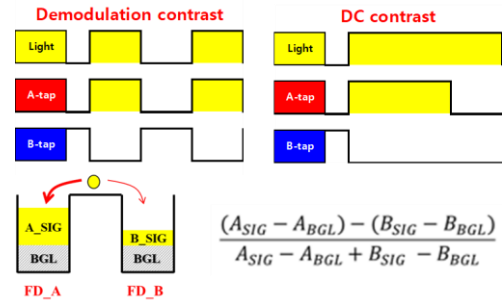 Demodulation contrast
Light
A-tap
B-tap
DC contrast
Light
A-tap
B-tap
A_SIG
BGL
FD_A
B_SIG
BGL
FD_B
(A_SIG − A_BGL) − (B_SIG − B_BGL)
A_SIG − A_BGL + B_SIG − B_BGL